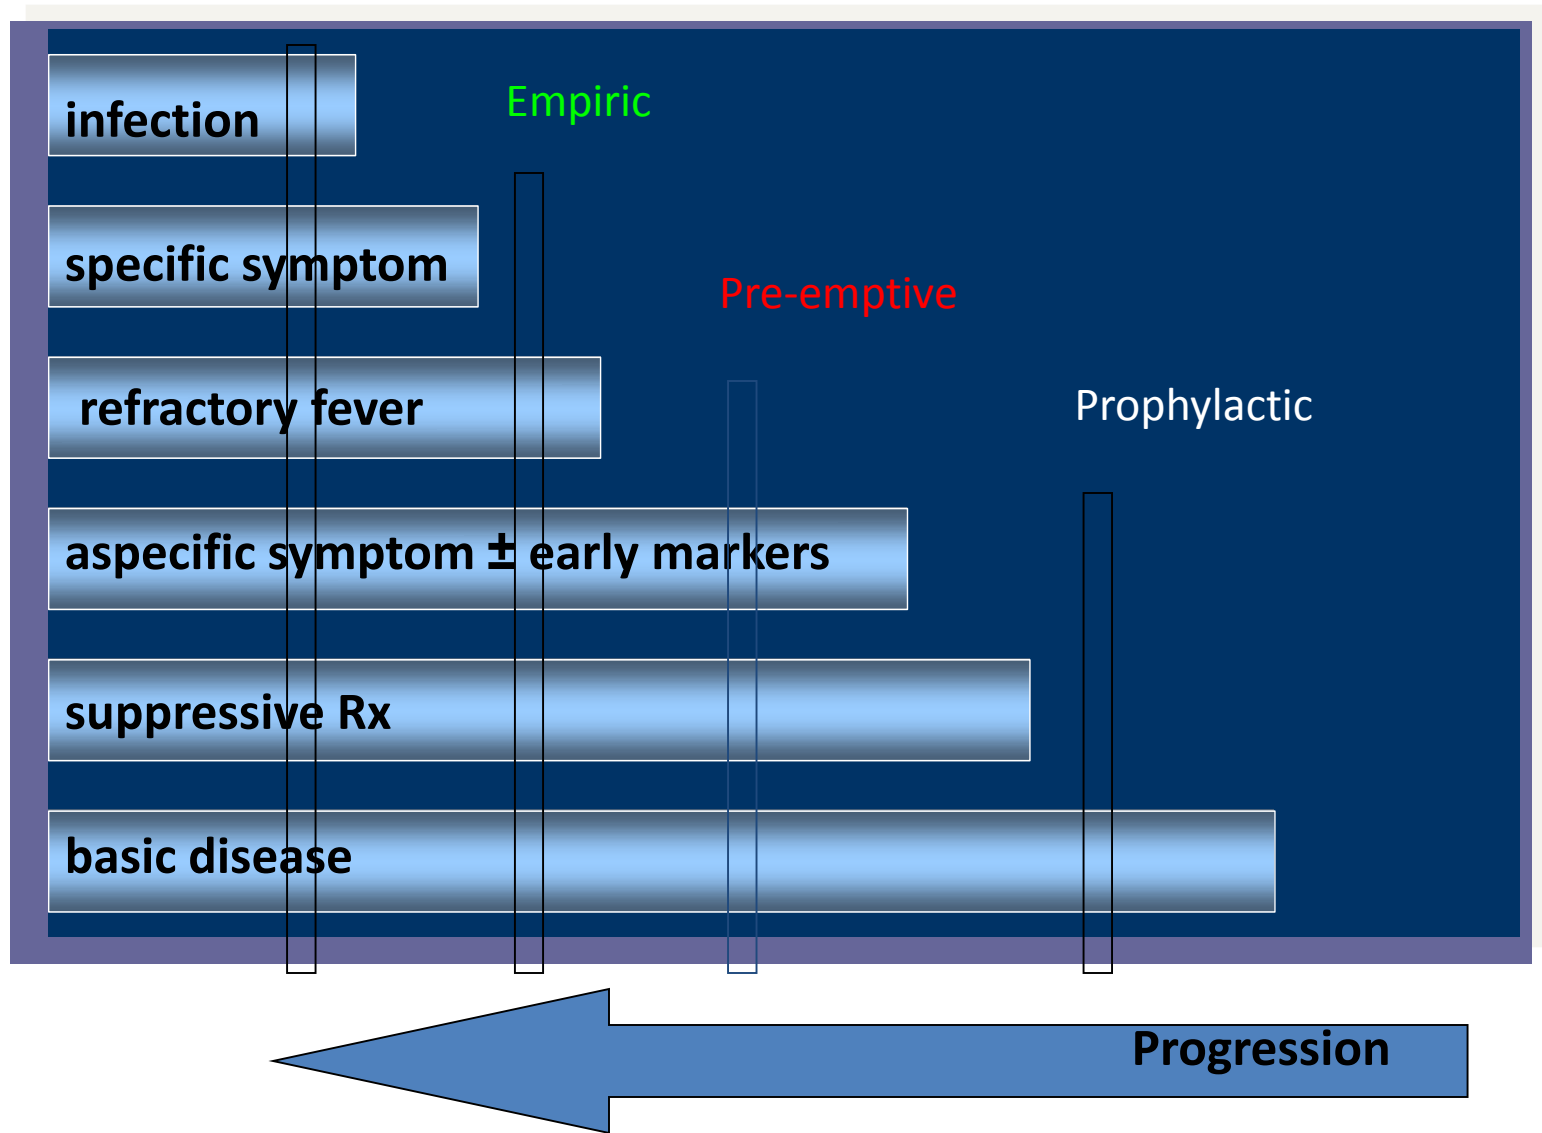 infection
Empiric
specific symptom
Pre-emptive
refractory fever
Prophylactic
aspecific symptom ± early markers
suppressive Rx
basic disease
Progression